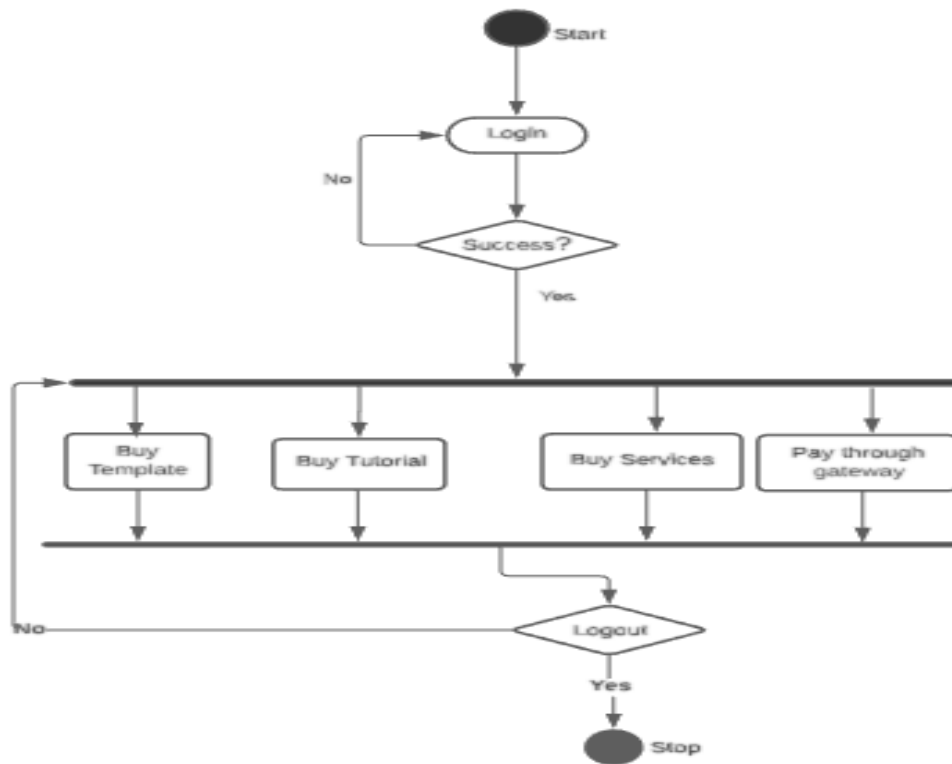 Start
Login
No
Success?
Yes
Buy
Template
Buy Tutorial
Buy Services
Pay through
gateway
Logout
No
Yes
Stop